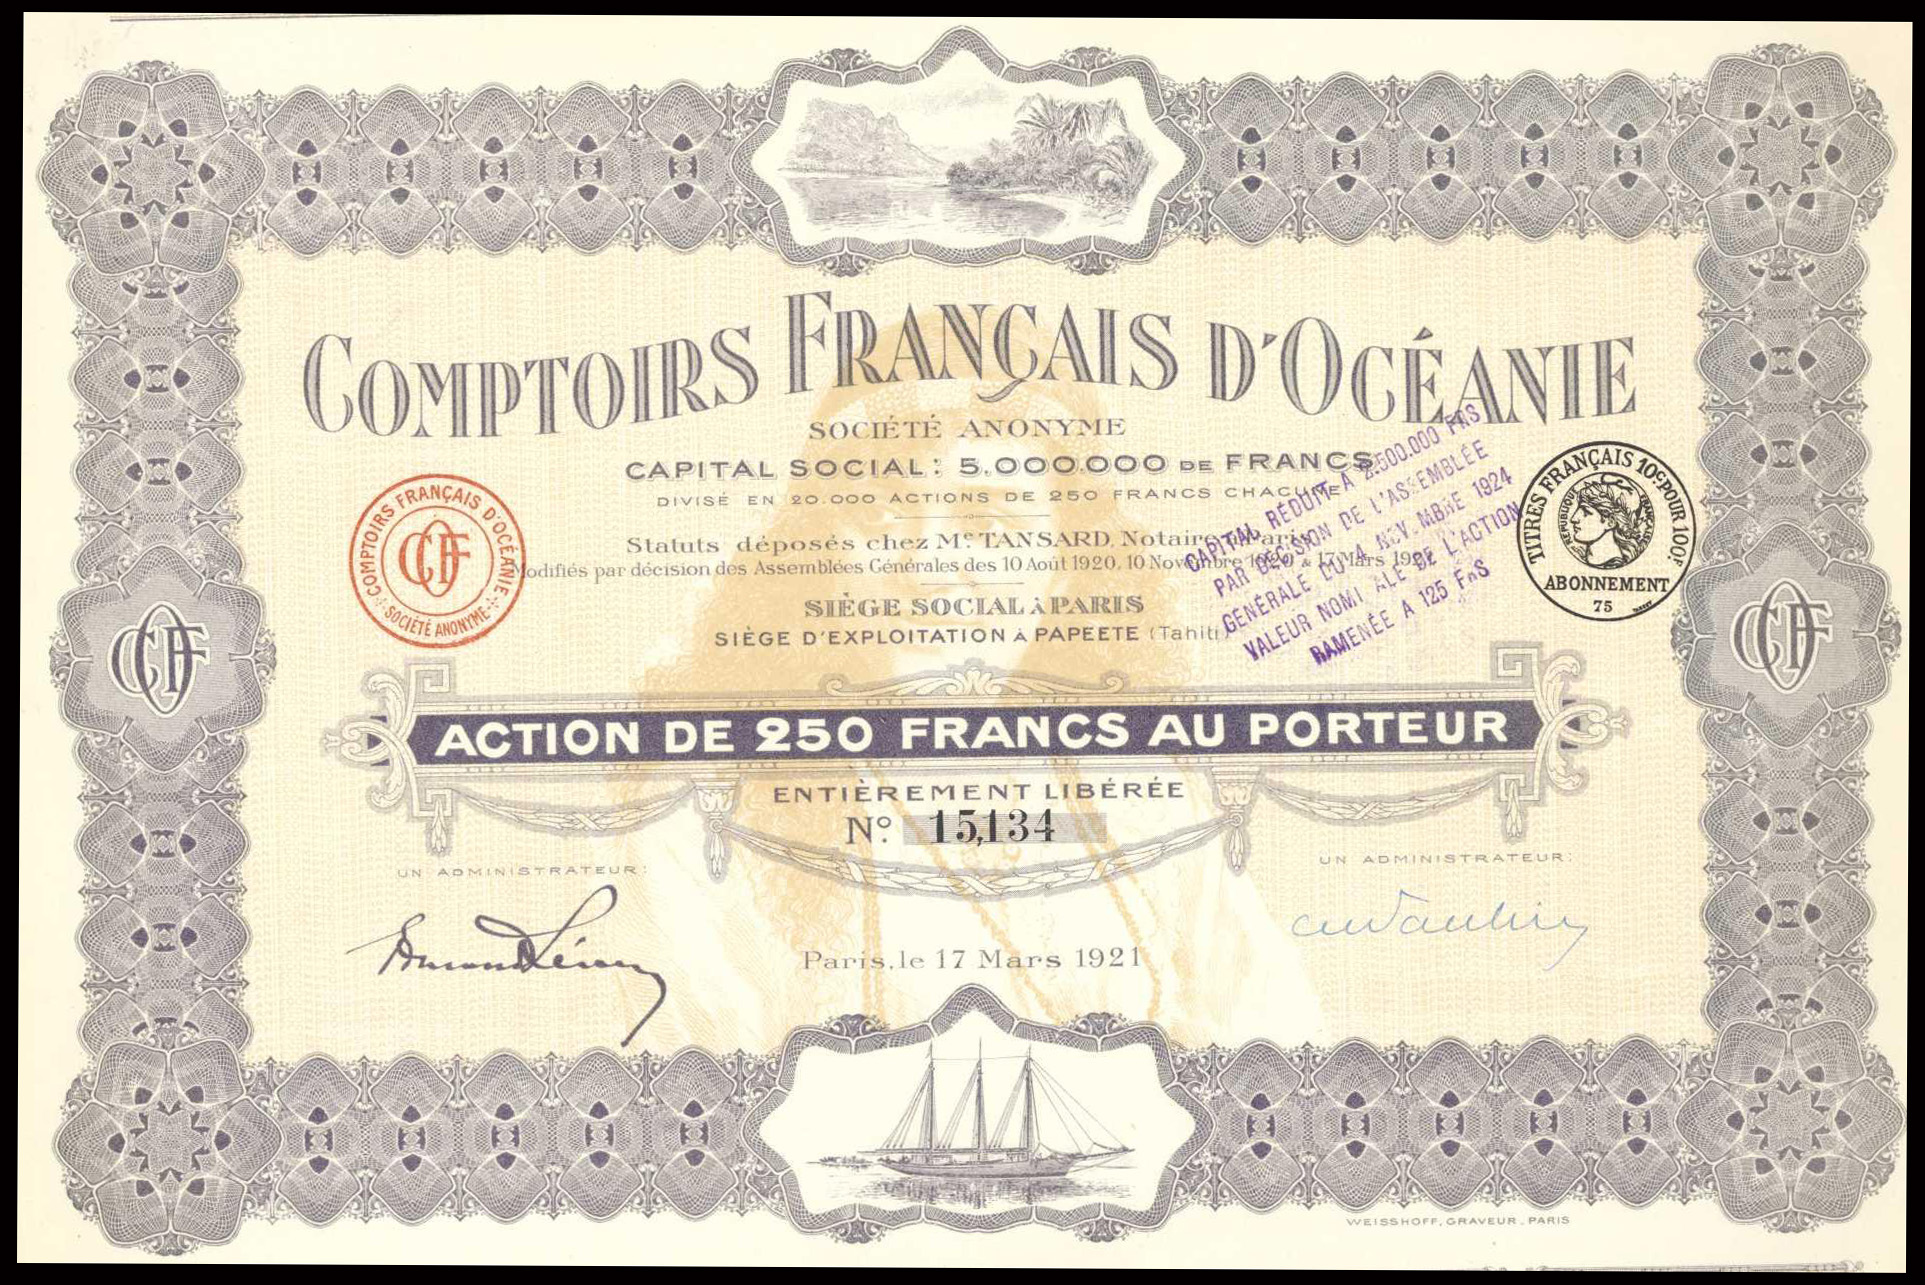 COMPTOIRS FRANÇAIS D'OCÉANIE
SOCIÉTÉ ANONYME
CAPITAL SOCIAL: 5.000.000 DE FRANCS
DIVISÉ EN 20.000 ACTIONS DE 250 FRANCS CHACUNE
Statuts déposés chez Me. TANSARD, Notaire à Paris
Modifiés par décision des Assemblées Générales des 10 Août 1920, 10 Novembre 1920 & 17 Mars 1921
SIÈGE SOCIAL À PARIS
SIÈGE D'EXPLOITATION À PAPEETE (Tahiti)
CAPITAL RÉDUIT A 2.500.000 FRS
PAR DÉCISION DE L'ASSEMBLÉE
GÉNÉRALE DU 4 NOVEMBRE 1924
VALEUR NOMINALE DE L'ACTION
RAMENÉE A 125 FRS
COMPTOIRS FRANÇAIS D'OCÉANIE
SOCIÉTÉ ANONYME
CFO
TITRES FRANÇAIS 10c POUR 100F
RÉPUBLIQUE FRANÇAISE
ABONNEMENT
75
CFO
CFO
ACTION DE 250 FRANCS AU PORTEUR
ENTIÈREMENT LIBÉRÉE
No. 15,134
UN ADMINISTRATEUR:
UN ADMINISTRATEUR:
Paris, le 17 Mars 1921
WEISSHOFF, GRAVEUR, PARIS